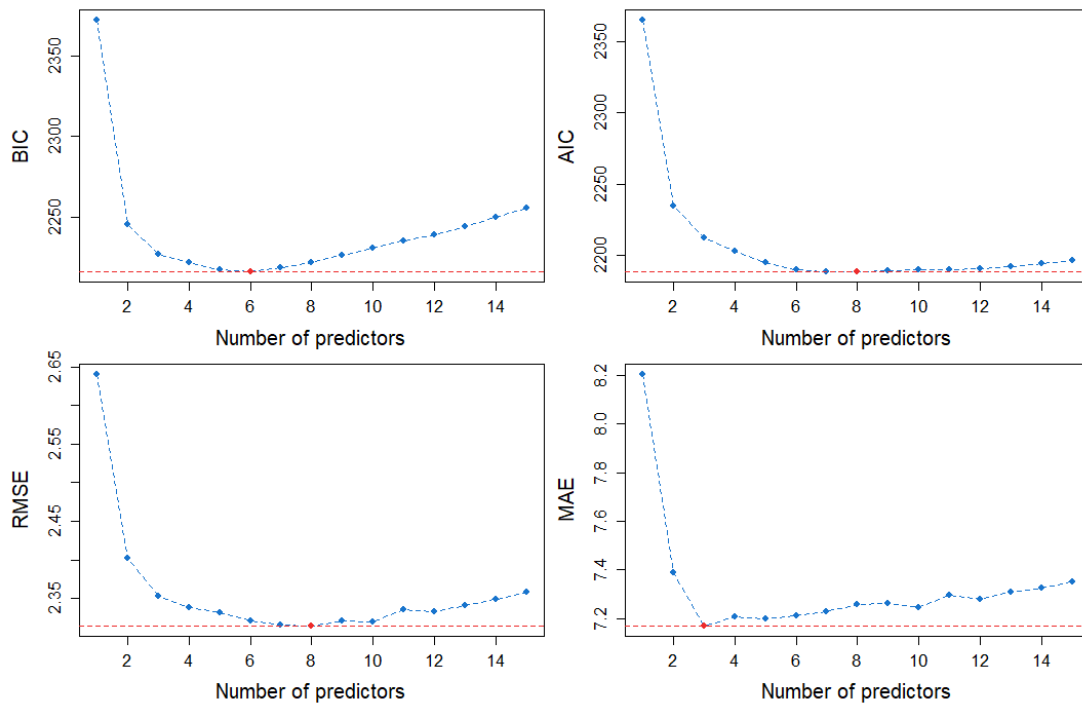 BIC
2250
2300
2350
2 4 6 8 10 12 14
Number of predictors
AIC
2200
2250
2300
2350
2 4 6 8 10 12 14
Number of predictors
RMSE
2.35
2.45
2.55
2.65
2 4 6 8 10 12 14
Number of predictors
MAE
7.2
7.4
7.6
7.8
8.0
8.2
2 4 6 8 10 12 14
Number of predictors